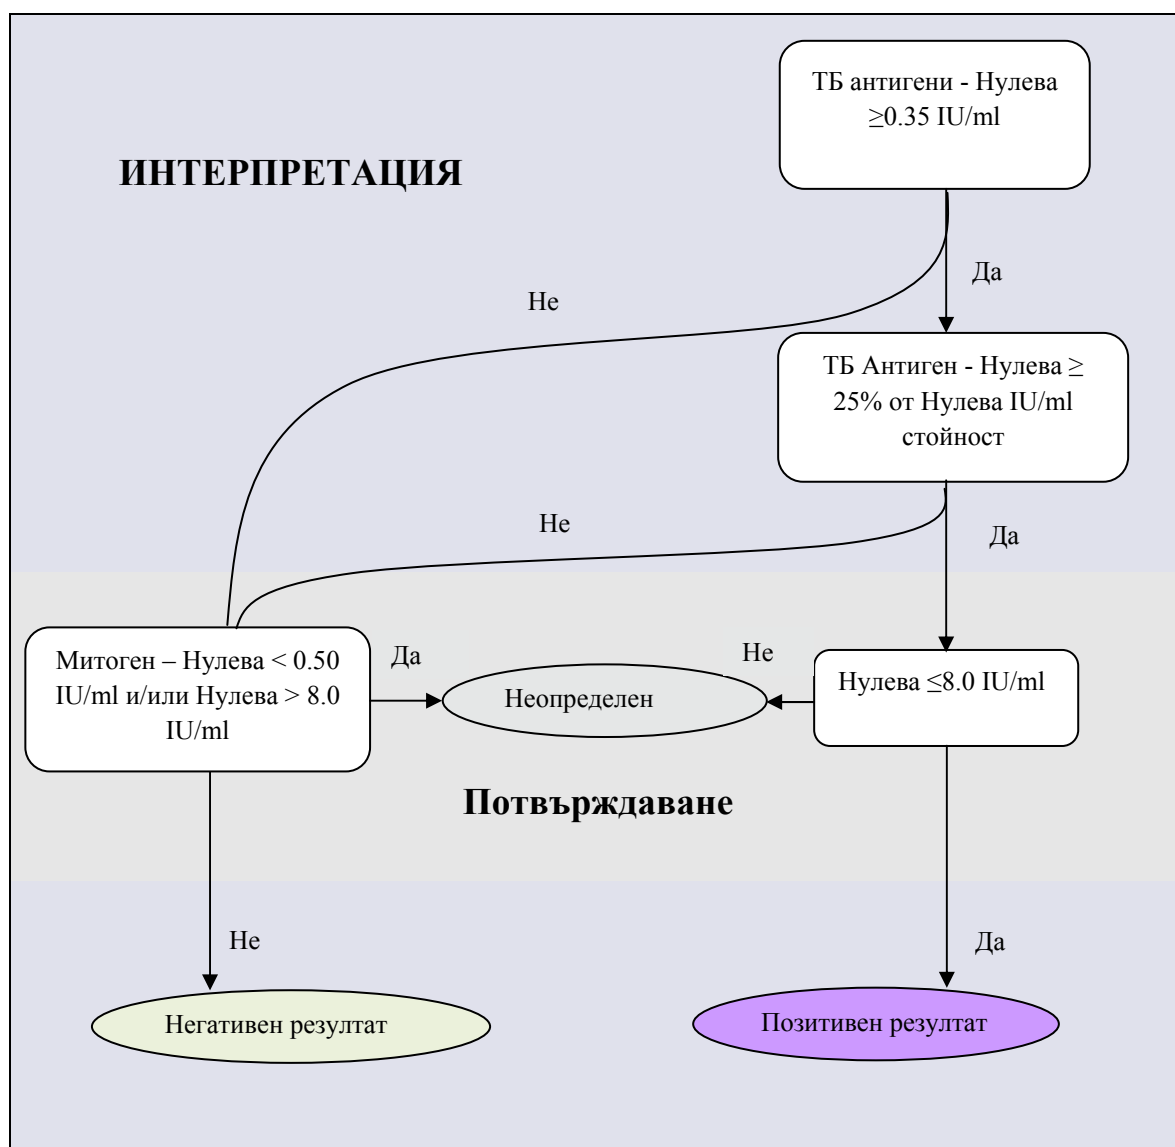 ТБ антигени - Нулева
≥0.35 IU/ml
ИНТЕРПРЕТАЦИЯ
Да
Не
ТБ Антиген - Нулева ≥
25% от Нулева IU/ml
стойност
Не
Да
Митоген – Нулева < 0.50
IU/ml и/или Нулева > 8.0
IU/ml
Да
Неопределен
Не
Нулева ≤8.0 IU/ml
Потвърждаване
Не
Да
Негативен резултат
Позитивен резултат